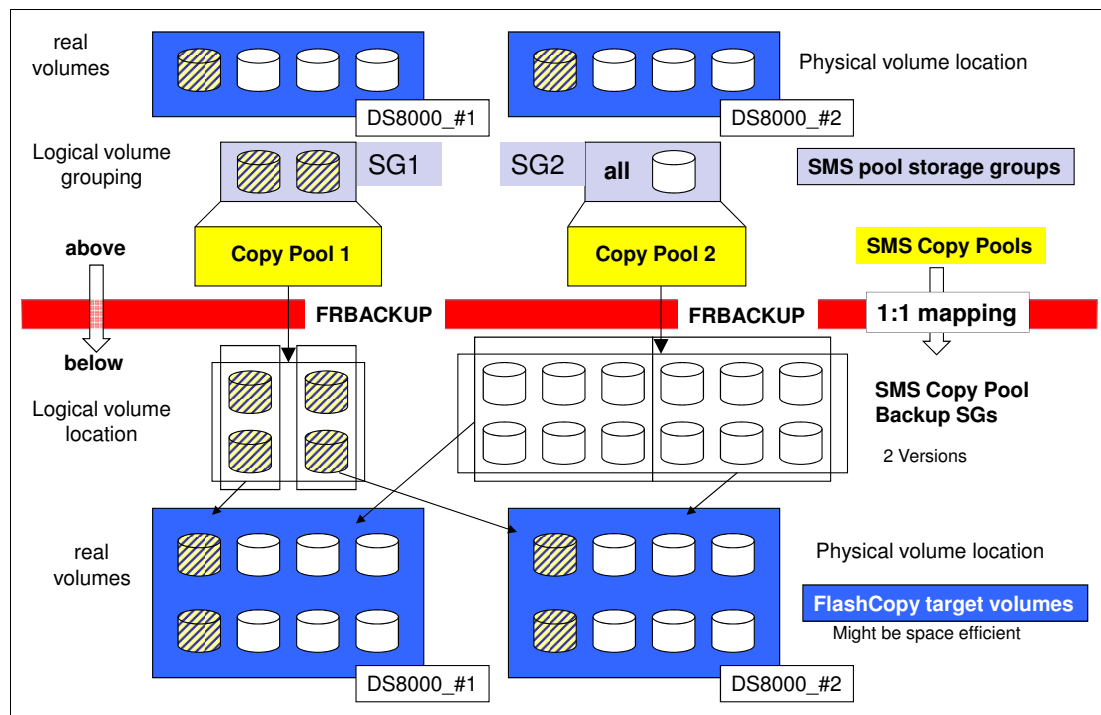 real
volumes
Physical volume location
DS8000_#1
DS8000_#2
Logical volume
grouping
SG1
SG2
all
SMS pool storage groups
above
Copy Pool 1
Copy Pool 2
SMS Copy Pools
FRBACKUP
FRBACKUP
1:1 mapping
below
Logical volume
location
SMS Copy Pool
Backup SGs
2 Versions
real
volumes
Physical volume location
FlashCopy target volumes
Might be space efficient
DS8000_#1
DS8000_#2